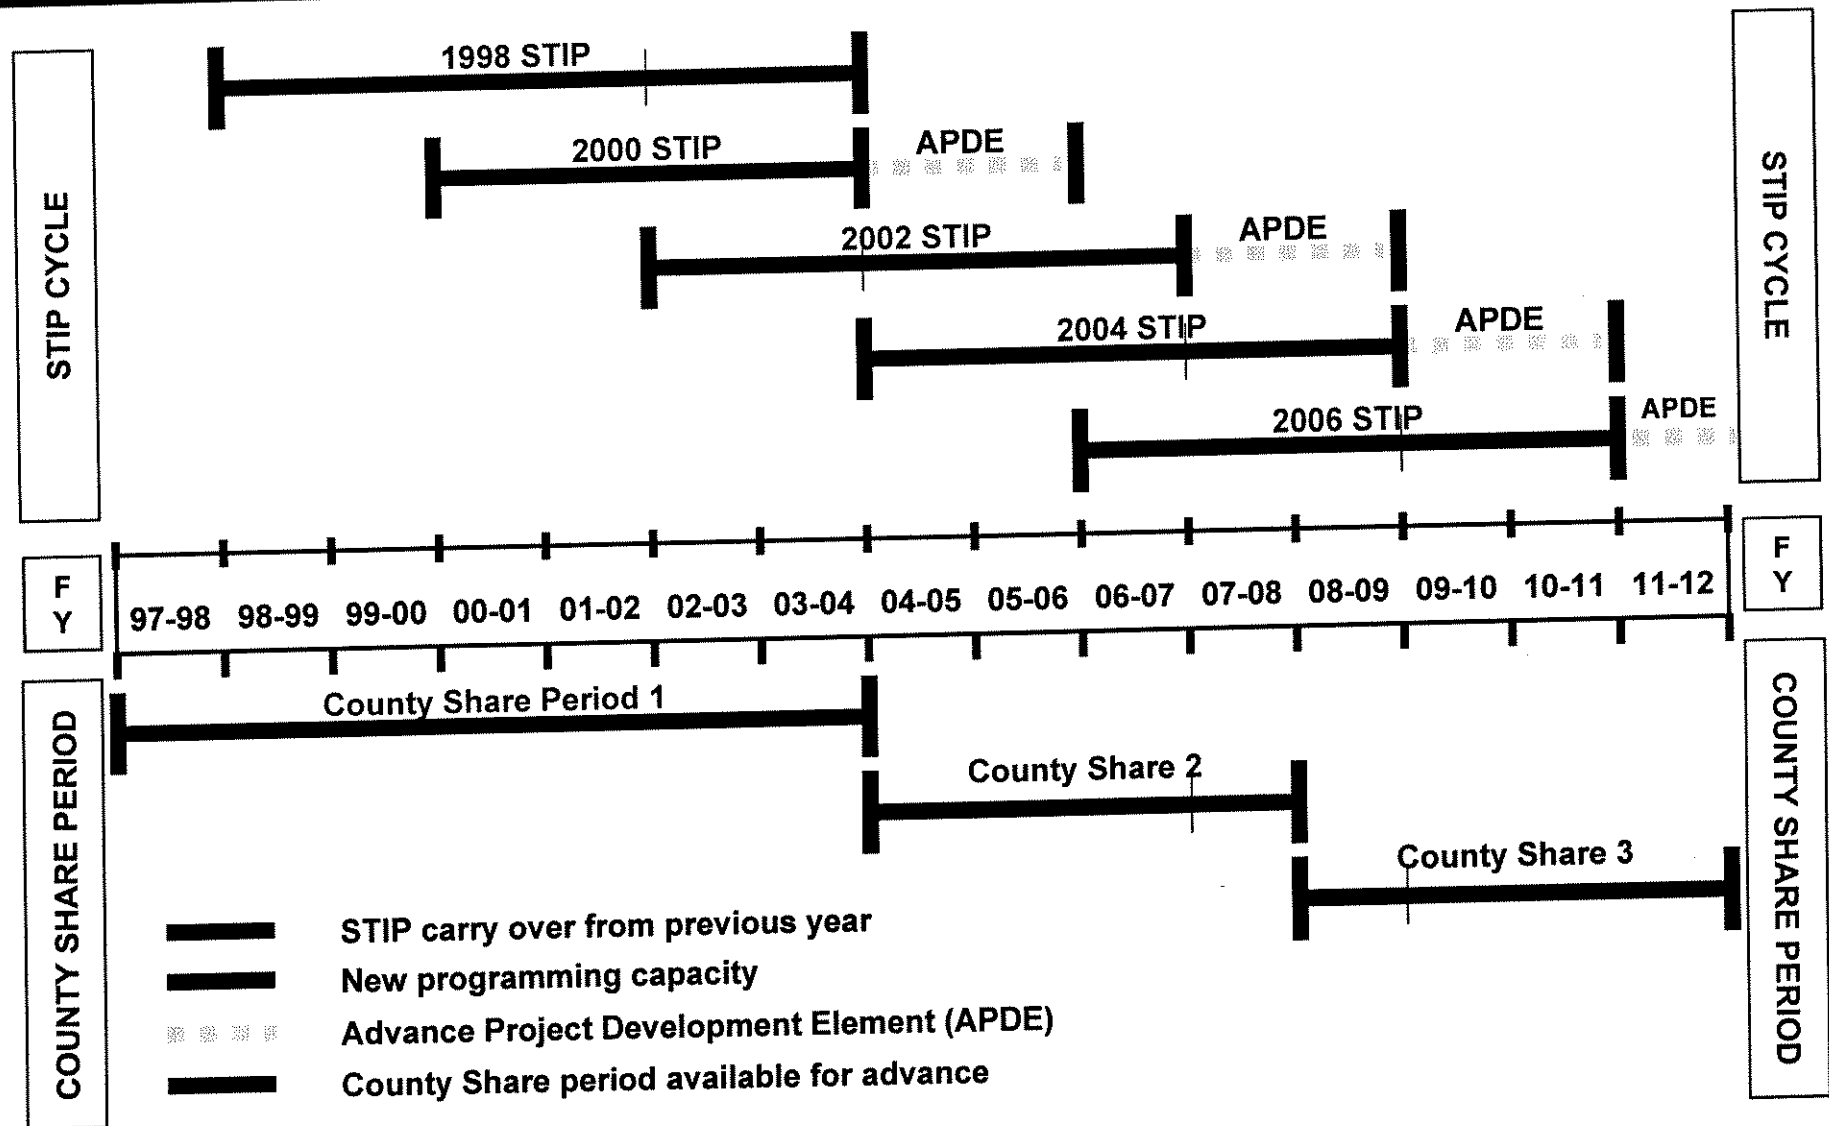 1998 STIP
2000 STIP
APDE
2002 STIP
APDE
2004 STIP
APDE
2006 STIP
APDE
STIP CYCLE
STIP CYCLE
F
Y
97-98 98-99 99-00 00-01 01-02 02-03 03-04 04-05 05-06 06-07 07-08 08-09 09-10 10-11 11-12
F
Y
COUNTY SHARE PERIOD
County Share Period 1
County Share 2
County Share 3
COUNTY SHARE PERIOD
STIP carry over from previous year
New programming capacity
Advance Project Development Element (APDE)
County Share period available for advance